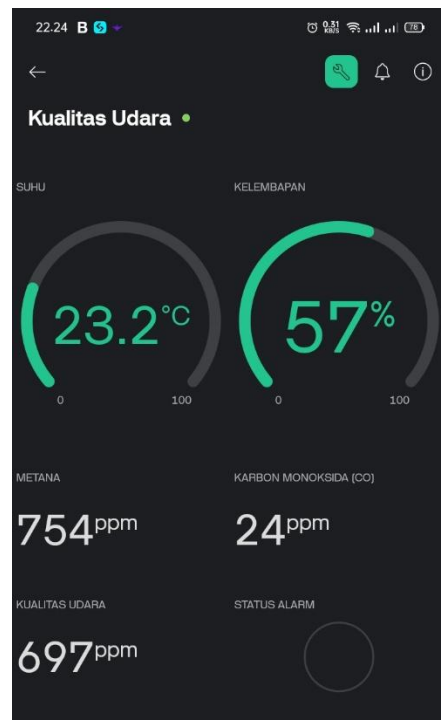 22.24 B 0.31 KB/S 78
Kualitas Udara
SUHU KELEMBAPAN
23.2°C 57%
0 100 0 100
METANA KARBON MONOKSIDA (CO)
754ppm 24ppm
KUALITAS UDARA STATUS ALARM
697ppm